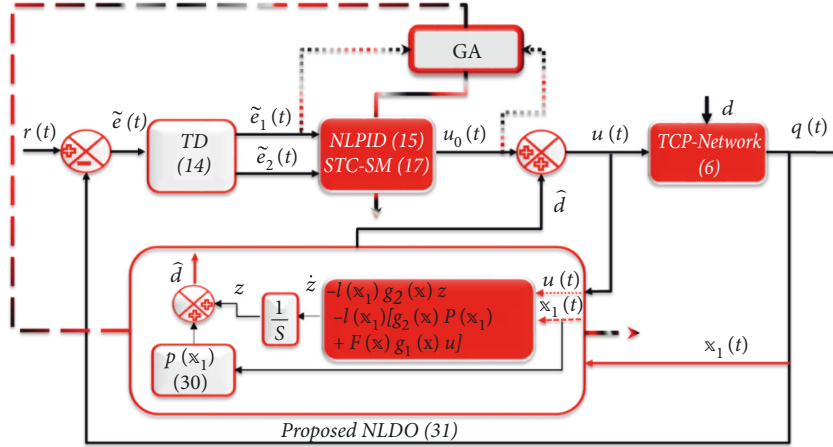 GA
r(t)
ẽ(t)
TD
(14)
ẽ₁(t)
ẽ₂(t)
NLPID (15)
STC-SM (17)
u₀(t)
d̂
u(t)
d
TCP-Network
(6)
q(t)
d̂
z
1
S
ż
–l(𝕩₁) g₂(𝕩) z
–l(𝕩₁)[g₂(𝕩) P(𝕩₁)
+ F(𝕩) g₁(𝕩) u]
u(t)
𝕩₁(t)
p(𝕩₁)
(30)
𝕩₁(t)
Proposed NLDO (31)